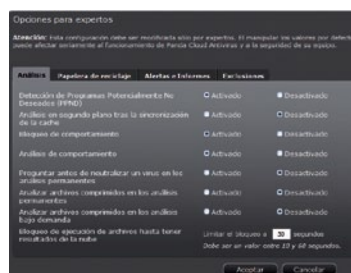 Opciones para expertos
Atención: Esta configuración debe ser modificada sólo por expertos. El manipular los valores por defecto
puede afectar seriamente al funcionamiento de Panda Cloud Antivirus y a la seguridad de su equipo.
Análisis Papelera de reciclaje Alertas e Informes Exclusiones
Detección de Programas Potencialmente No Deseados (PPND) Activado Desactivado
Análisis en segundo plano tras la sincronización de la cache Activado Desactivado
Bloqueo de comportamiento Activado Desactivado
Análisis de comportamiento Activado Desactivado
Preguntar antes de neutralizar un virus en los análisis permanentes Activado Desactivado
Analizar archivos comprimidos en los análisis permanentes Activado Desactivado
Analizar archivos comprimidos en los análisis bajo demanda Activado Desactivado
Bloqueo de ejecución de archivos hasta tener resultados de la nube Limitar el bloqueo a 30 segundos
Debe ser un valor entre 10 y 60 segundos.
Aceptar Cancelar